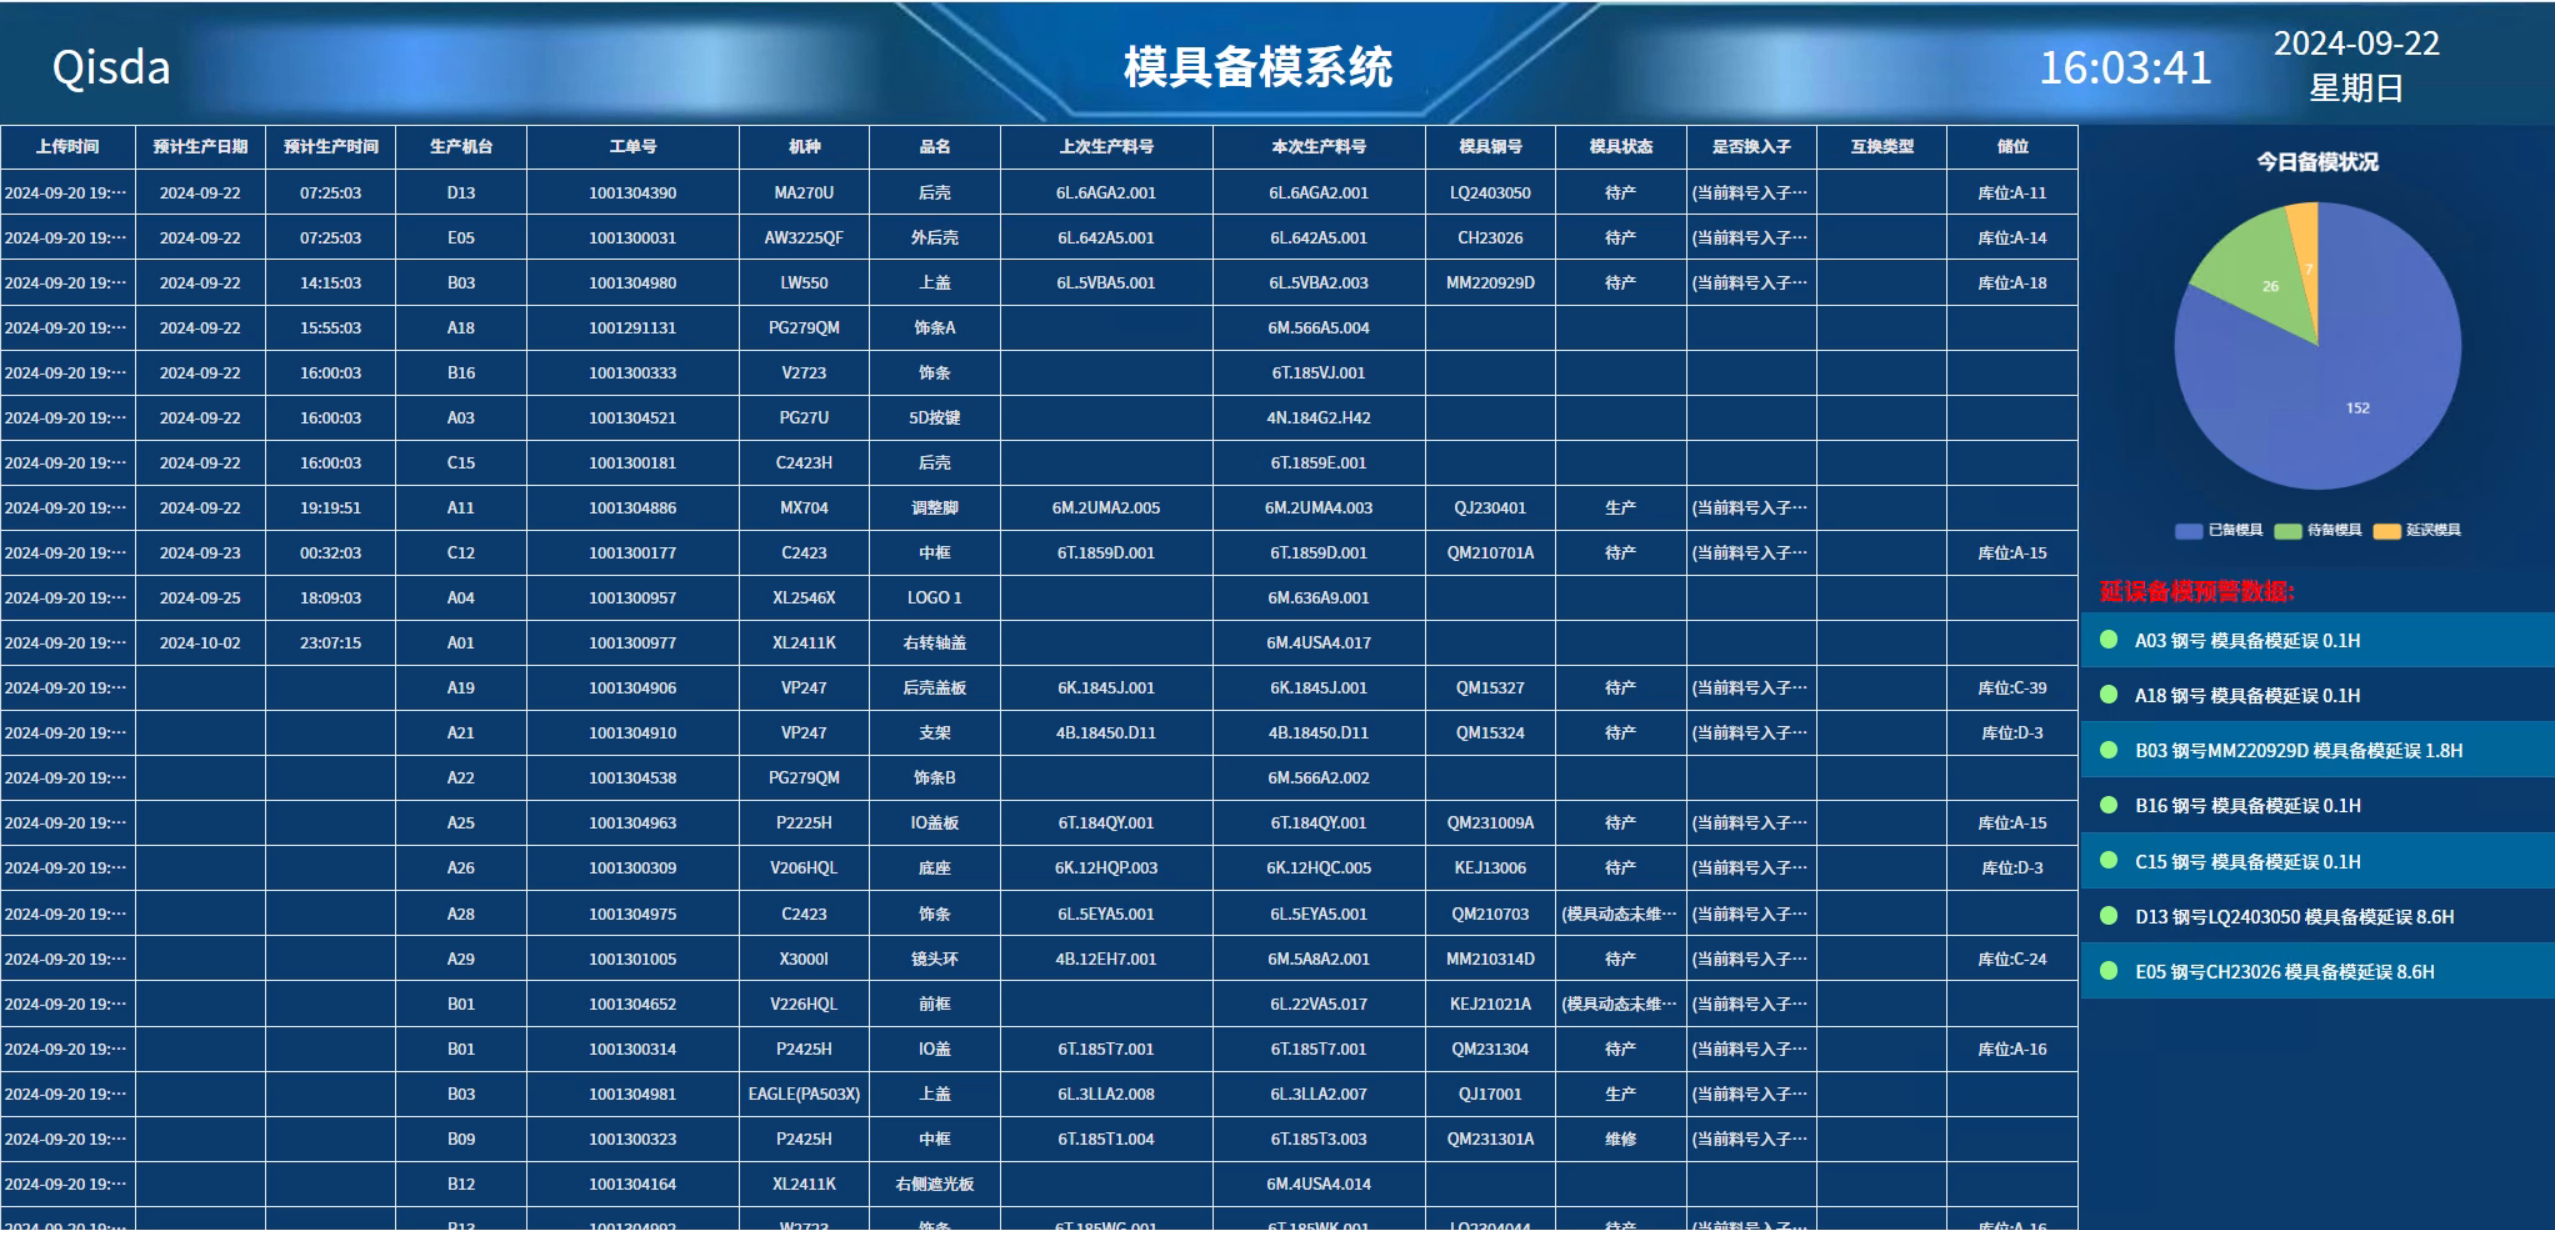 Qisda
模具备模系统
16:03:41
2024-09-22
星期日
上传时间 预计生产日期 预计生产时间 生产机台 工单号 机种 品名 上次生产料号 本次生产料号 模具钢号 模具状态 是否换入子 互换类型 储位
2024-09-20 19:··· 2024-09-22 07:25:03 D13 1001304390 MA270U 后壳 6L.6AGA2.001 6L.6AGA2.001 LQ2403050 待产 (当前料号入子··· 库位:A-11
2024-09-20 19:··· 2024-09-22 07:25:03 E05 1001300031 AW3225QF 外后壳 6L.642A5.001 6L.642A5.001 CH23026 待产 (当前料号入子··· 库位:A-14
2024-09-20 19:··· 2024-09-22 14:15:03 B03 1001304980 LW550 上盖 6L.5VBA5.001 6L.5VBA2.003 MM220929D 待产 (当前料号入子··· 库位:A-18
2024-09-20 19:··· 2024-09-22 15:55:03 A18 1001291131 PG279QM 饰条A 6M.566A5.004
2024-09-20 19:··· 2024-09-22 16:00:03 B16 1001300333 V2723 饰条 6T.185VJ.001
2024-09-20 19:··· 2024-09-22 16:00:03 A03 1001304521 PG27U 5D按键 4N.184G2.H42
2024-09-20 19:··· 2024-09-22 16:00:03 C15 1001300181 C2423H 后壳 6T.1859E.001
2024-09-20 19:··· 2024-09-22 19:19:51 A11 1001304886 MX704 调整脚 6M.2UMA2.005 6M.2UMA4.003 QJ230401 生产 (当前料号入子···
2024-09-20 19:··· 2024-09-23 00:32:03 C12 1001300177 C2423 中框 6T.1859D.001 6T.1859D.001 QM210701A 待产 (当前料号入子··· 库位:A-15
2024-09-20 19:··· 2024-09-25 18:09:03 A04 1001300957 XL2546X LOGO 1 6M.636A9.001
2024-09-20 19:··· 2024-10-02 23:07:15 A01 1001300977 XL2411K 右转轴盖 6M.4USA4.017
2024-09-20 19:··· A19 1001304906 VP247 后壳盖板 6K.1845J.001 6K.1845J.001 QM15327 待产 (当前料号入子··· 库位:C-39
2024-09-20 19:··· A21 1001304910 VP247 支架 4B.18450.D11 4B.18450.D11 QM15324 待产 (当前料号入子··· 库位:D-3
2024-09-20 19:··· A22 1001304538 PG279QM 饰条B 6M.566A2.002
2024-09-20 19:··· A25 1001304963 P2225H IO盖板 6T.184QY.001 6T.184QY.001 QM231009A 待产 (当前料号入子··· 库位:A-15
2024-09-20 19:··· A26 1001300309 V206HQL 底座 6K.12HQP.003 6K.12HQC.005 KEJ13006 待产 (当前料号入子··· 库位:D-3
2024-09-20 19:··· A28 1001304975 C2423 饰条 6L.5EYA5.001 6L.5EYA5.001 QM210703 (模具动态未维··· (当前料号入子···
2024-09-20 19:··· A29 1001301005 X3000I 镜头环 4B.12EH7.001 6M.5A8A2.001 MM210314D 待产 (当前料号入子··· 库位:C-24
2024-09-20 19:··· B01 1001304652 V226HQL 前框 6L.22VA5.017 KEJ21021A (模具动态未维··· (当前料号入子···
2024-09-20 19:··· B01 1001300314 P2425H IO盖 6T.185T7.001 6T.185T7.001 QM231304 待产 (当前料号入子··· 库位:A-16
2024-09-20 19:··· B03 1001304981 EAGLE(PA503X) 上盖 6L.3LLA2.008 6L.3LLA2.007 QJ17001 生产 (当前料号入子···
2024-09-20 19:··· B09 1001300323 P2425H 中框 6T.185T1.004 6T.185T3.003 QM231301A 维修 (当前料号入子···
2024-09-20 19:··· B12 1001304164 XL2411K 右侧遮光板 6M.4USA4.014
2024-09-20 19:··· B13 1001304992 W2723 饰条 6T.185WG.001 6T.185WK.001 LQ2304044 待产 (当前料号入子··· 库位:A-16
今日备模状况
7
26
152
已备模具 待备模具 延误模具
延误备模预警数据:
A03 钢号 模具备模延误 0.1H
A18 钢号 模具备模延误 0.1H
B03 钢号MM220929D 模具备模延误 1.8H
B16 钢号 模具备模延误 0.1H
C15 钢号 模具备模延误 0.1H
D13 钢号LQ2403050 模具备模延误 8.6H
E05 钢号CH23026 模具备模延误 8.6H